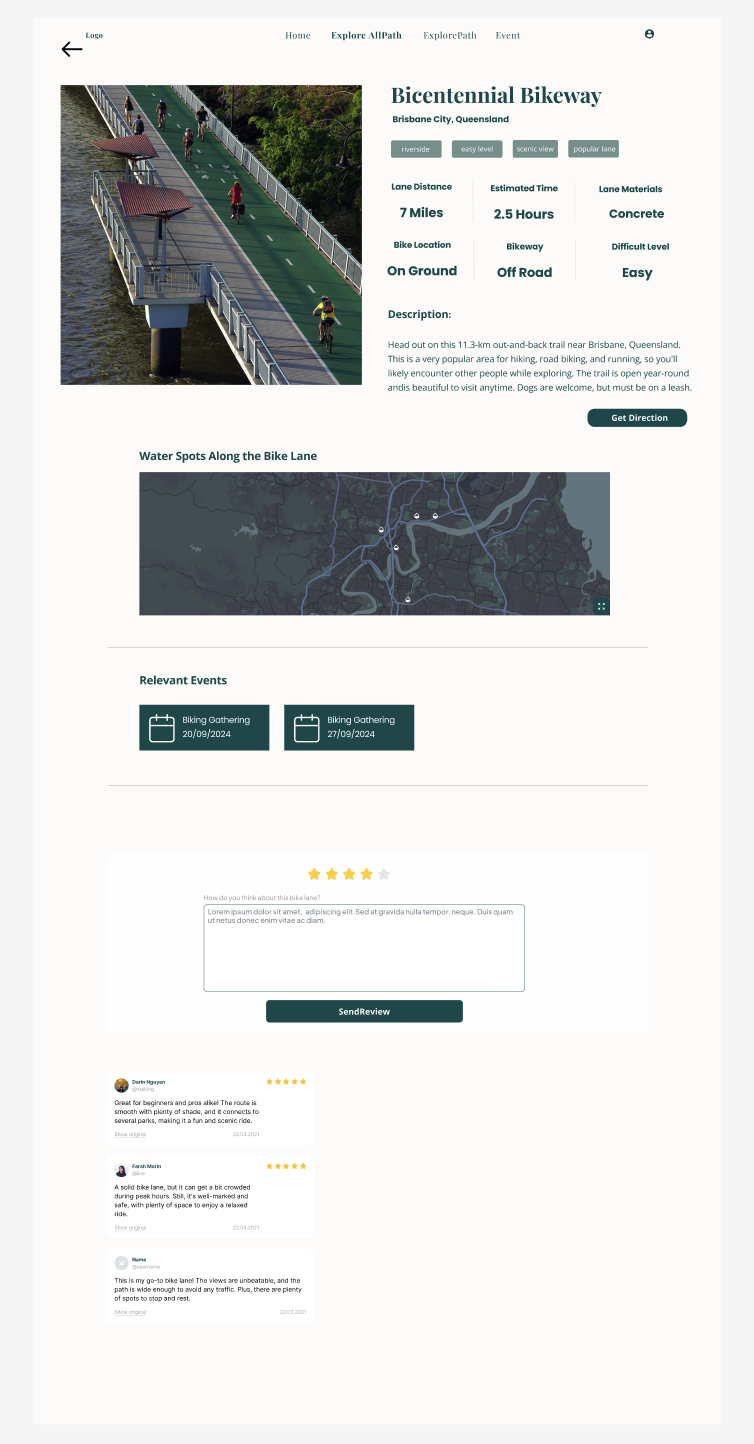 Logo
Home Explore AllPath ExplorePath Event
Bicentennial Bikeway
Brisbane City, Queensland
riverside easy level scenic view popular lane
Lane Distance Estimated Time Lane Materials
7 Miles 2.5 Hours Concrete
Bike Location Bikeway Difficult Level
On Ground Off Road Easy
Description:
Head out on this 11.3-km out-and-back trail near Brisbane, Queensland.
This is a very popular area for hiking, road biking, and running, so you'll
likely encounter other people while exploring. The trail is open year-round
andis beautiful to visit anytime. Dogs are welcome, but must be on a leash.
Get Direction
Water Spots Along the Bike Lane
Relevant Events
Biking Gathering
20/09/2024
Biking Gathering
27/09/2024
How do you think about this bike lane?
Lorem ipsum dolor sit amet, adipiscing elit. Sed at gravida nulla tempor, neque. Duis quam
ut netus donec enim vitae ac diam.
SendReview
Darin Nguyen
@staking
Great for beginners and pros alike! The route is
smooth with plenty of shade, and it connects to
several parks, making it a fun and scenic ride.
Show original 22.03.2021
Farah Morin
A solid bike lane, but it can get a bit crowded
during peak hours. Still, it's well-marked and
safe, with plenty of space to enjoy a relaxed
ride.
Show original 22.03.2021
Name
@username
This is my go-to bike lane! The views are unbeatable, and the
path is wide enough to avoid any traffic. Plus, there are plenty
of spots to stop and rest.
Show original 22.03.2021